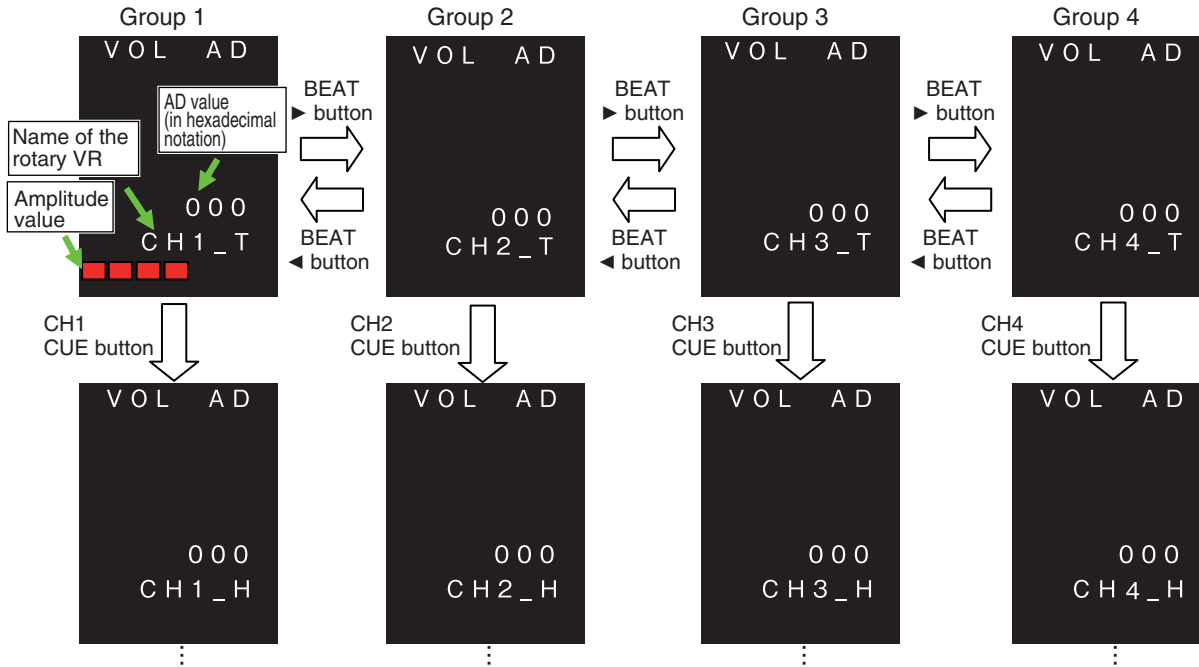 Group 1
Group 2
Group 3
Group 4
VOL AD
VOL AD
VOL AD
VOL AD
AD value
(in hexadecimal
notation)
Name of the
rotary VR
Amplitude
value
BEAT
► button
BEAT
► button
BEAT
► button
000
CH1_T
000
CH2_T
000
CH3_T
000
CH4_T
BEAT
◄ button
BEAT
◄ button
BEAT
◄ button
CH1
CUE button
CH2
CUE button
CH3
CUE button
CH4
CUE button
VOL AD
VOL AD
VOL AD
VOL AD
000
CH1_H
000
CH2_H
000
CH3_H
000
CH4_H